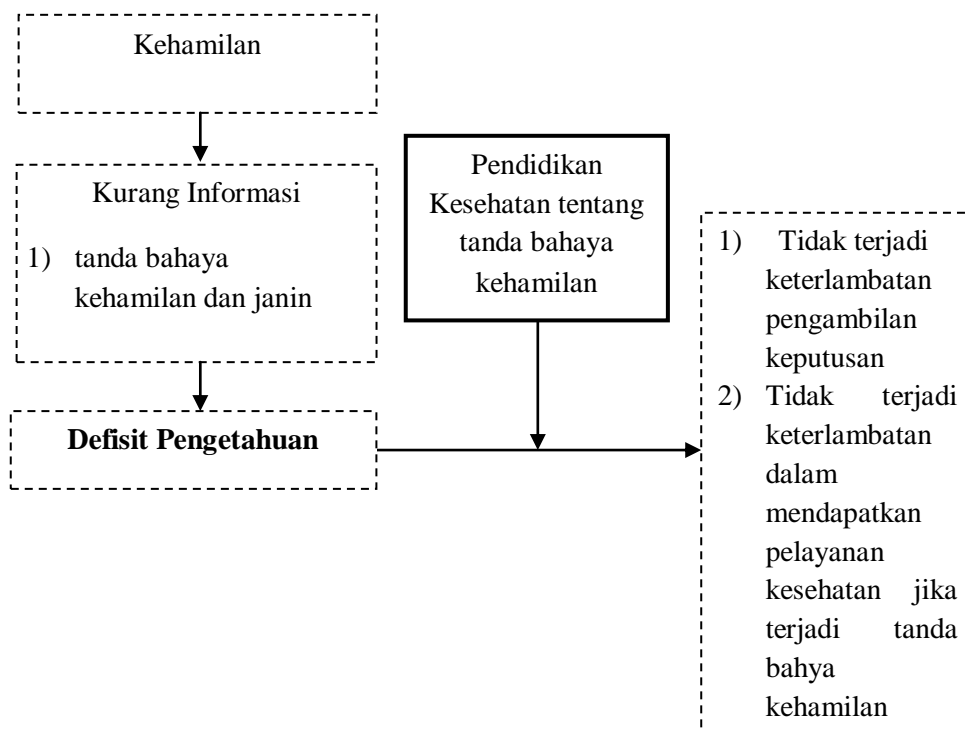 Kehamilan
Kurang Informasi
1) tanda bahaya
kehamilan dan janin
Defisit Pengetahuan
Pendidikan
Kesehatan tentang
tanda bahaya
kehamilan
1) Tidak terjadi
keterlambatan
pengambilan
keputusan
2) Tidak terjadi
keterlambatan
dalam
mendapatkan
pelayanan
kesehatan jika
terjadi tanda
bahya
kehamilan